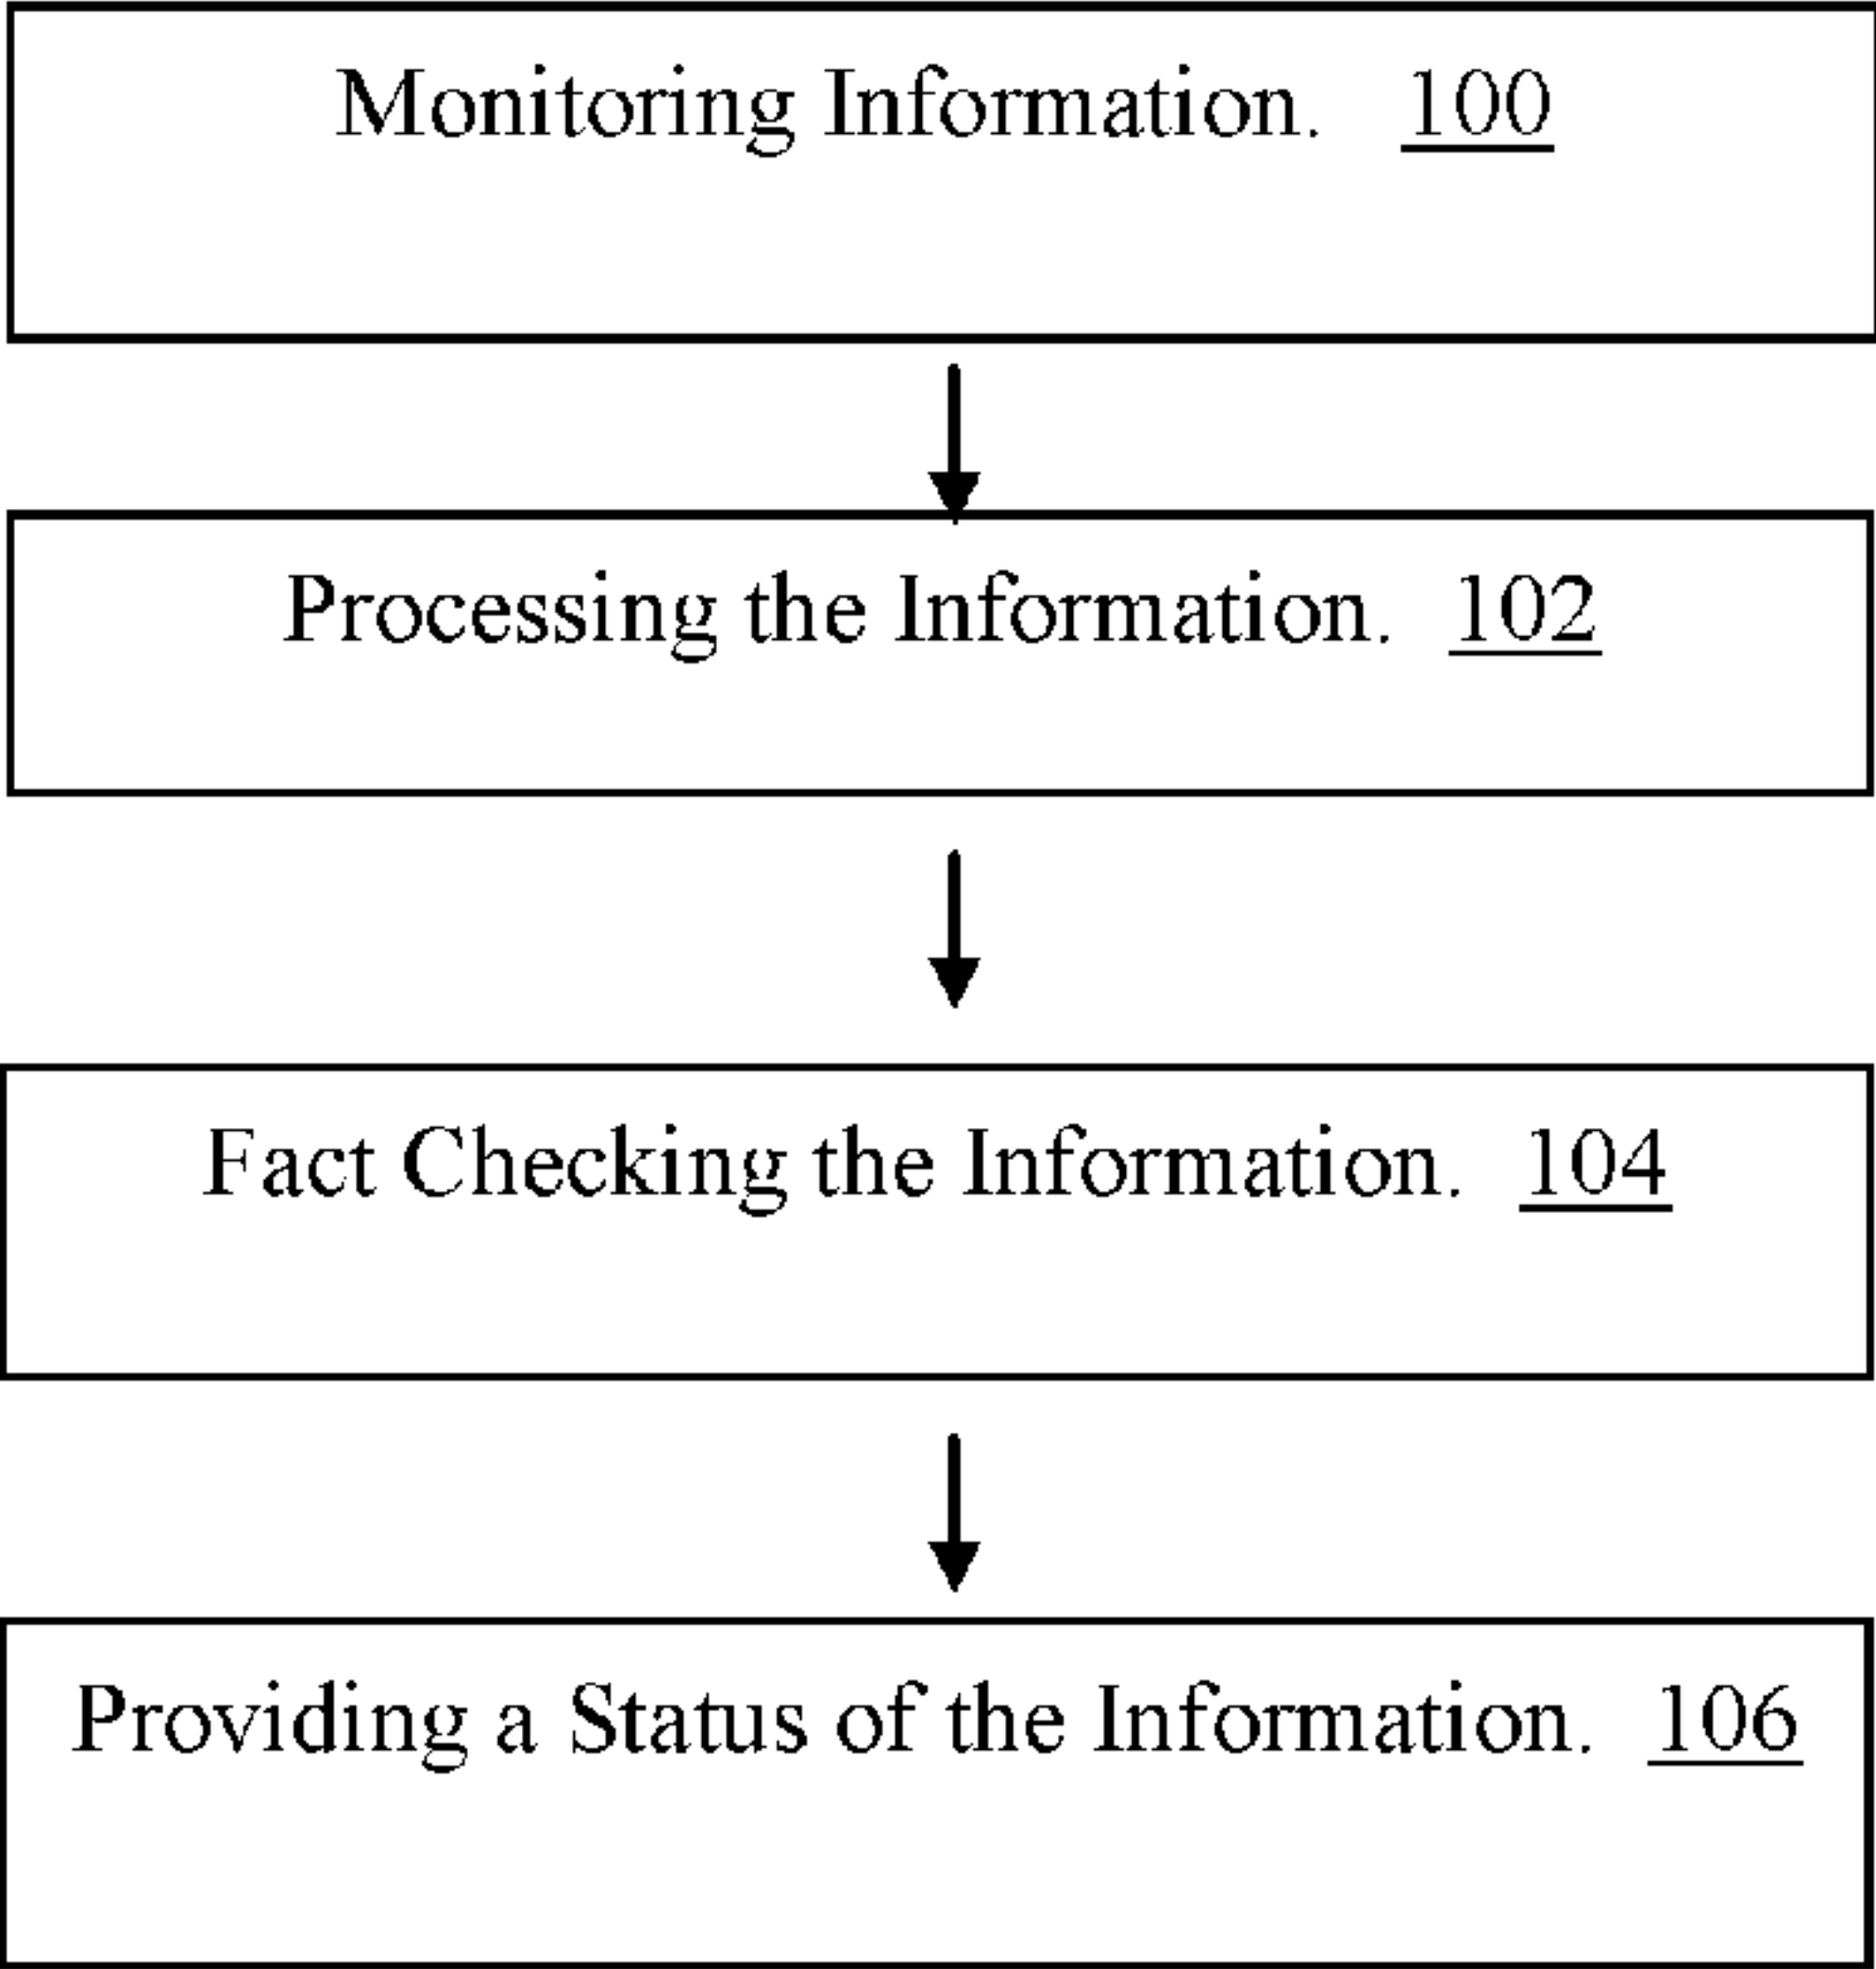 Monitoring Information. 100
Processing the Information. 102
Fact Checking the Information. 104
Providing a Status of the Information. 106